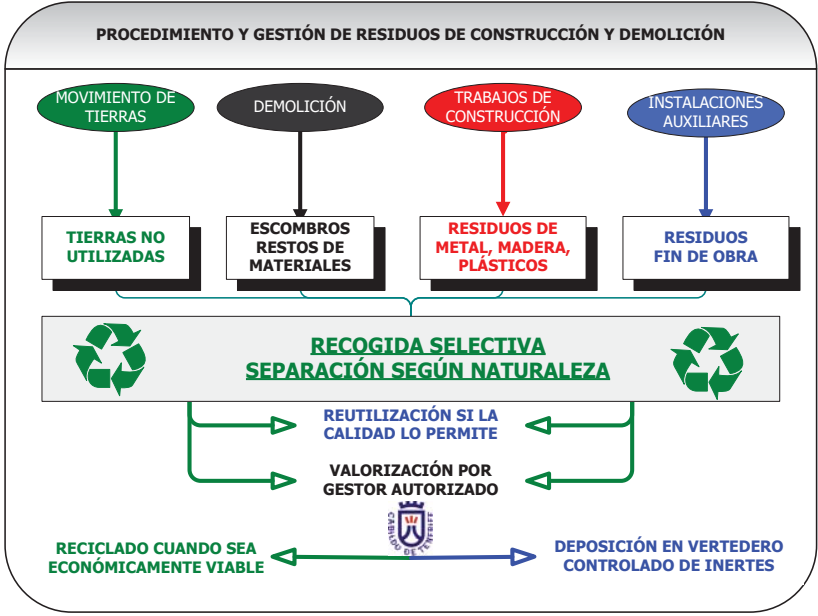 PROCEDIMIENTO Y GESTIÓN DE RESIDUOS DE CONSTRUCCIÓN Y DEMOLICIÓN
MOVIMIENTO DE
TIERRAS
DEMOLICIÓN
TRABAJOS DE
CONSTRUCCIÓN
INSTALACIONES
AUXILIARES
TIERRAS NO
UTILIZADAS
ESCOMBROS
RESTOS DE
MATERIALES
RESIDUOS DE
METAL, MADERA,
PLÁSTICOS
RESIDUOS
FIN DE OBRA
RECOGIDA SELECTIVA
SEPARACIÓN SEGÚN NATURALEZA
REUTILIZACIÓN SI LA
CALIDAD LO PERMITE
VALORIZACIÓN POR
GESTOR AUTORIZADO
CABILDO DE TENERIFE
RECICLADO CUANDO SEA
ECONÓMICAMENTE VIABLE
DEPOSICIÓN EN VERTEDERO
CONTROLADO DE INERTES